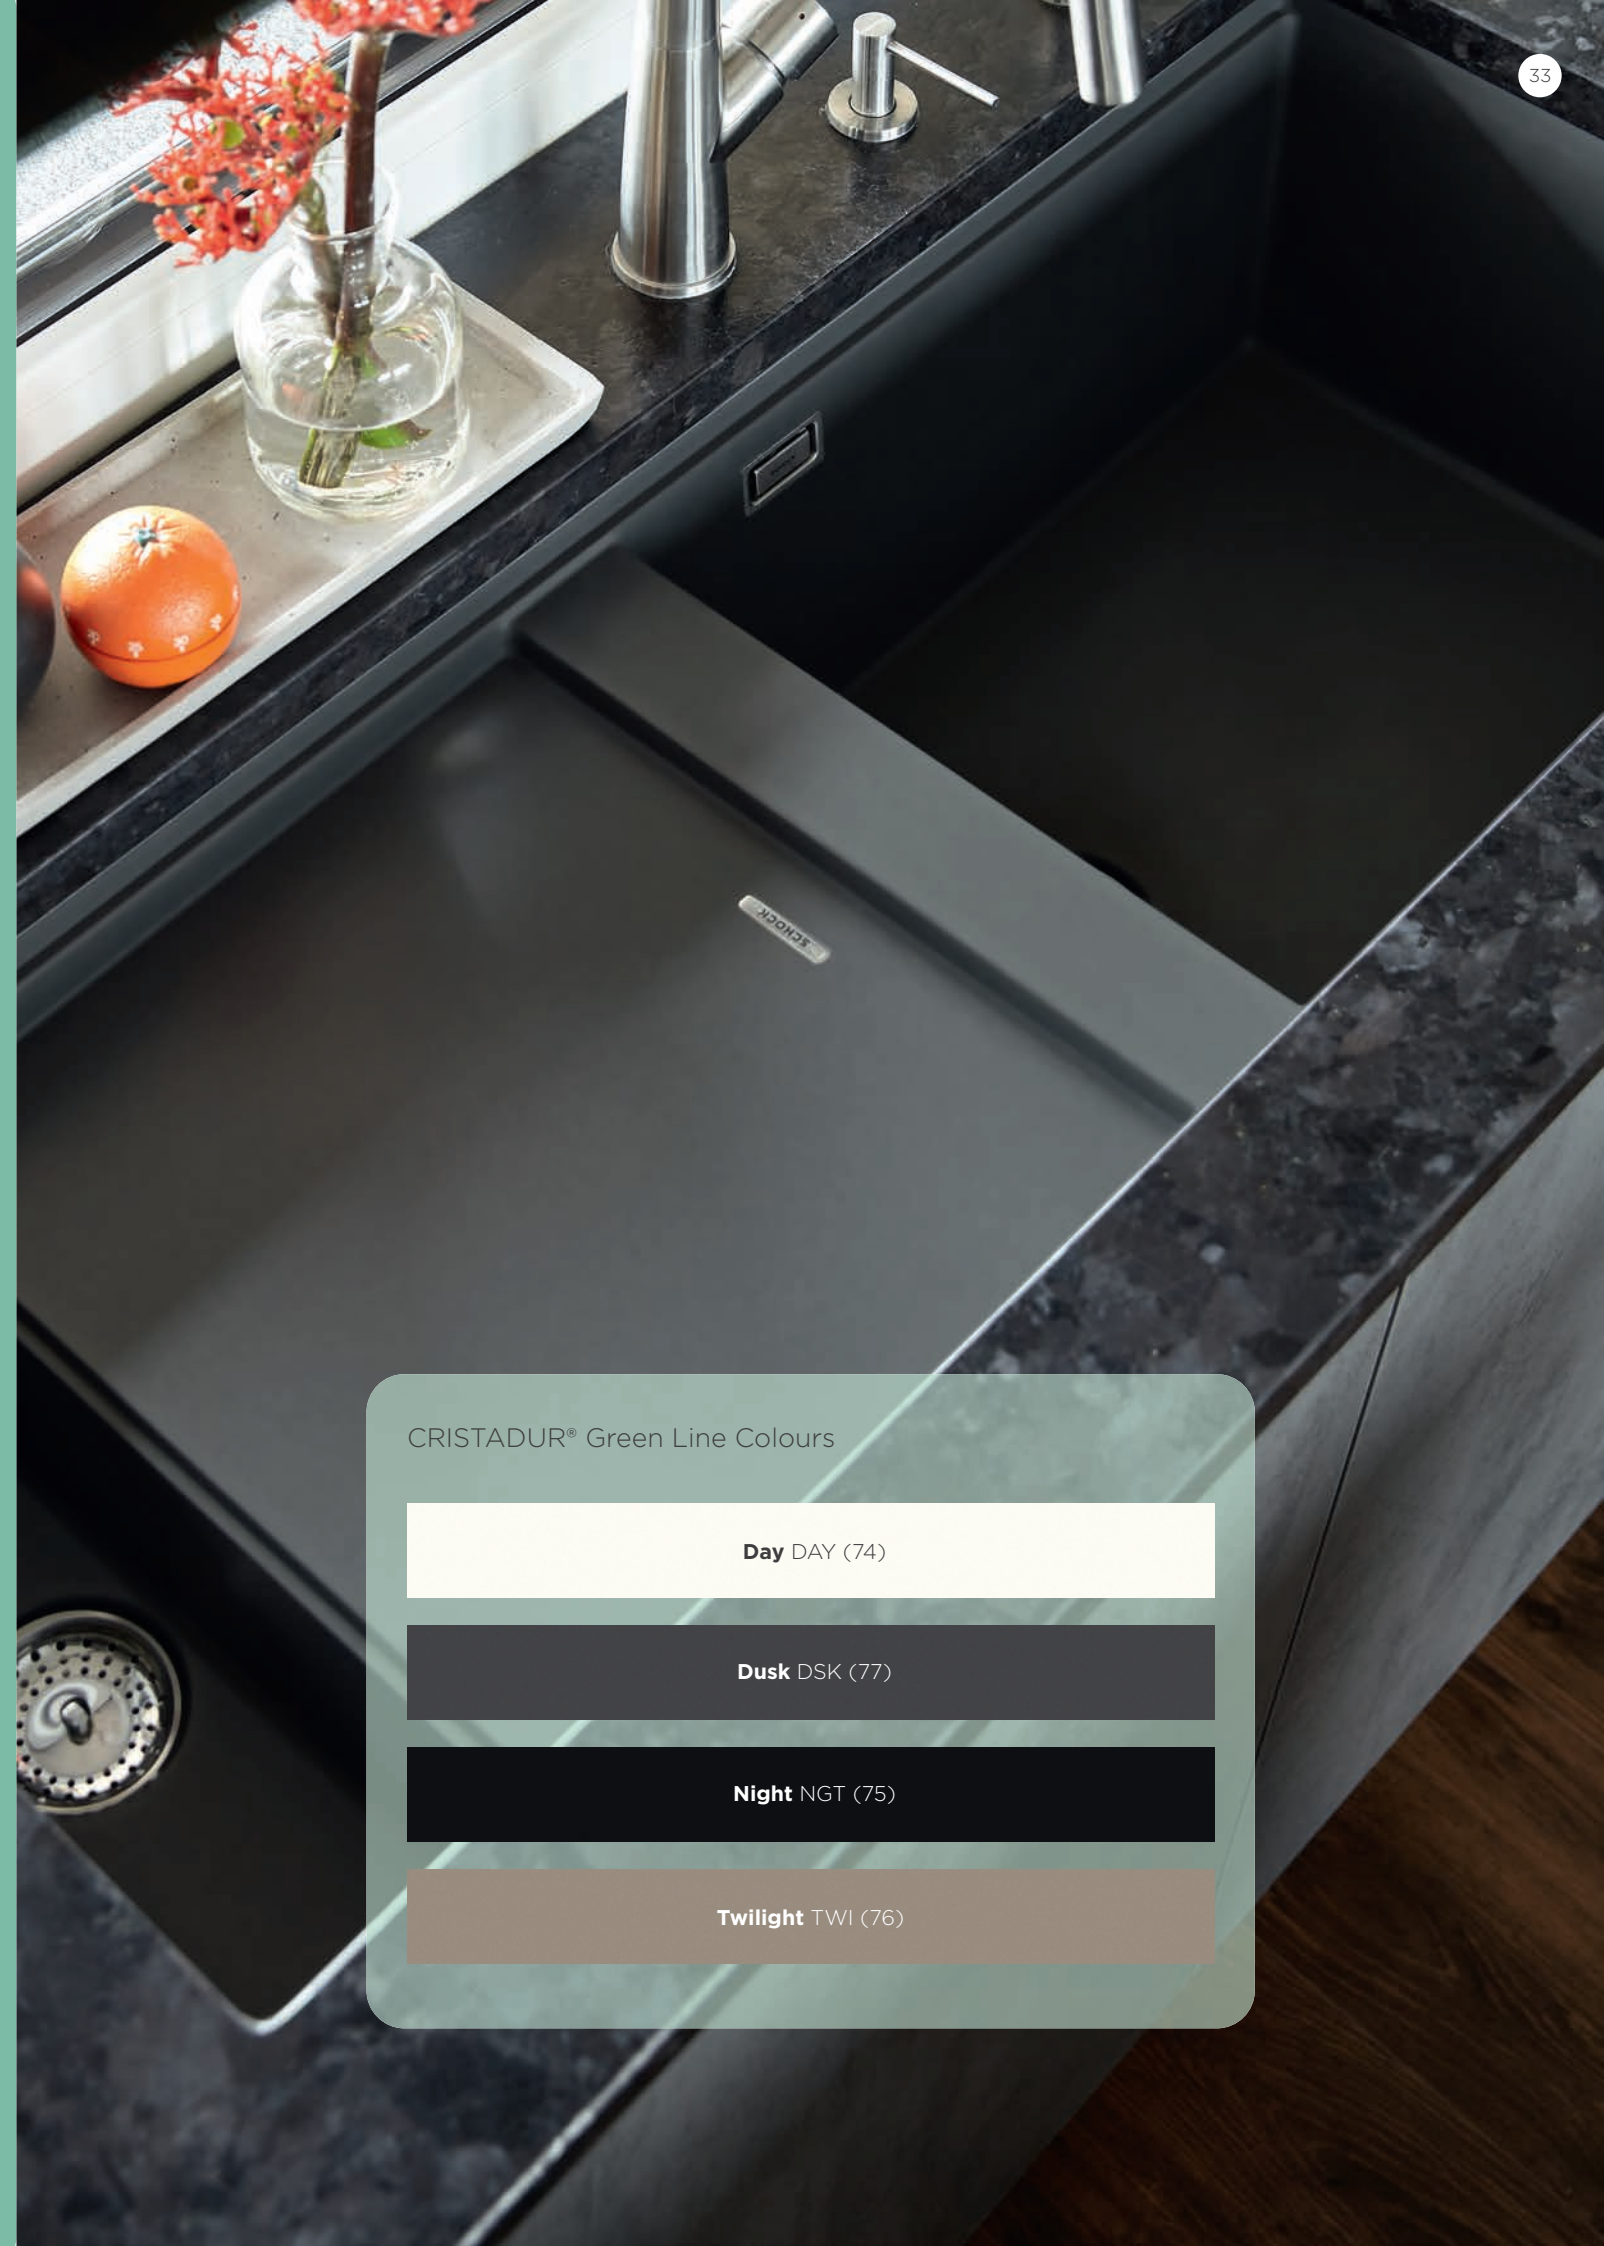 33
SCHOCK
CRISTADUR® Green Line Colours
Day DAY (74)
Dusk DSK (77)
Night NGT (75)
Twilight TWI (76)